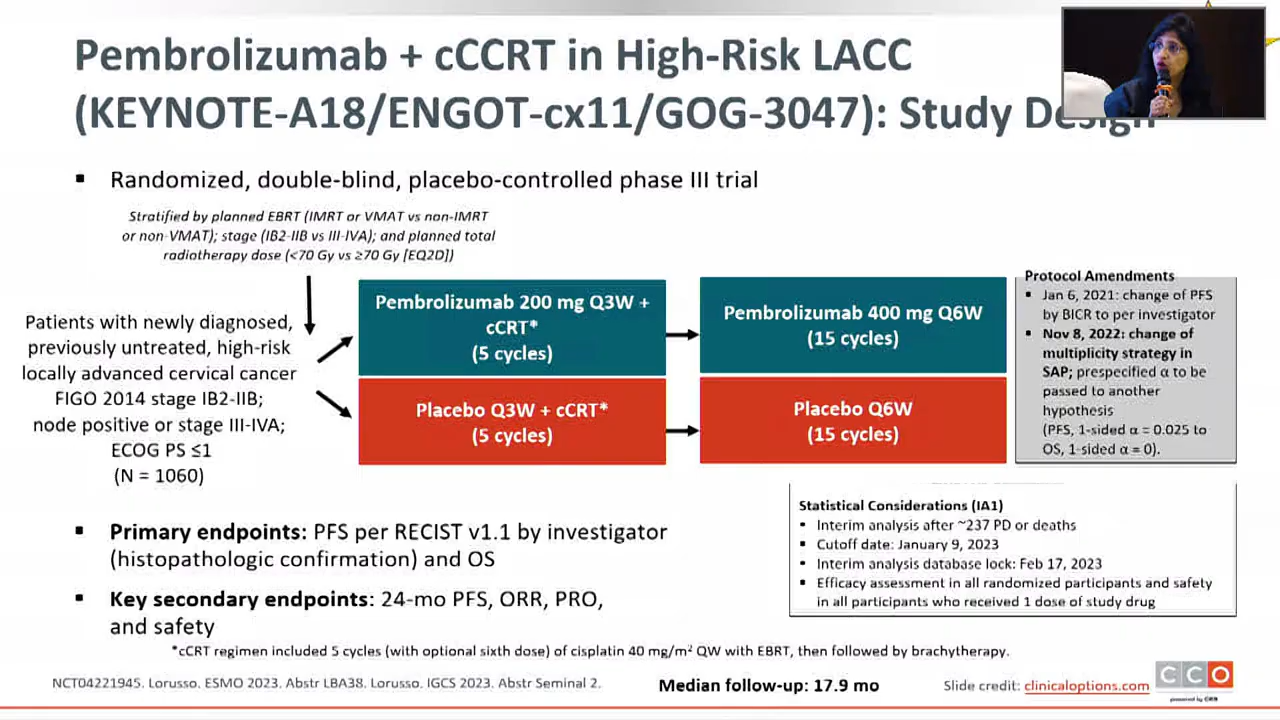 Pembrolizumab + cCCRT in High-Risk LACC
(KEYNOTE-A18/ENGOT-cx11/GOG-3047): Study Design
▪ Randomized, double-blind, placebo-controlled phase III trial
Stratified by planned EBRT (IMRT or VMAT vs non-IMRT
or non-VMAT); stage (IB2-IIB vs III-IVA); and planned total
radiotherapy dose (<70 Gy vs ≥70 Gy [EQ2D])
Patients with newly diagnosed,
previously untreated, high-risk
locally advanced cervical cancer
FIGO 2014 stage IB2-IIB;
node positive or stage III-IVA;
ECOG PS ≤1
(N = 1060)
Pembrolizumab 200 mg Q3W +
cCRT*
(5 cycles)
Pembrolizumab 400 mg Q6W
(15 cycles)
Placebo Q3W + cCRT*
(5 cycles)
Placebo Q6W
(15 cycles)
Protocol Amendments
▪ Jan 6, 2021: change of PFS
by BICR to per investigator
▪ Nov 8, 2022: change of
multiplicity strategy in
SAP; prespecified α to be
passed to another
hypothesis
(PFS, 1-sided α = 0.025 to
OS, 1-sided α = 0).
▪ Primary endpoints: PFS per RECIST v1.1 by investigator
(histopathologic confirmation) and OS
▪ Key secondary endpoints: 24-mo PFS, ORR, PRO,
and safety
Statistical Considerations (IA1)
▪ Interim analysis after ~237 PD or deaths
▪ Cutoff date: January 9, 2023
▪ Interim analysis database lock: Feb 17, 2023
▪ Efficacy assessment in all randomized participants and safety
in all participants who received 1 dose of study drug
*cCRT regimen included 5 cycles (with optional sixth dose) of cisplatin 40 mg/m² QW with EBRT, then followed by brachytherapy.
NCT04221945. Lorusso. ESMO 2023. Abstr LBA38. Lorusso. IGCS 2023. Abstr Seminal 2.
Median follow-up: 17.9 mo
Slide credit: clinicaloptions.com
CCO
powered by CEA